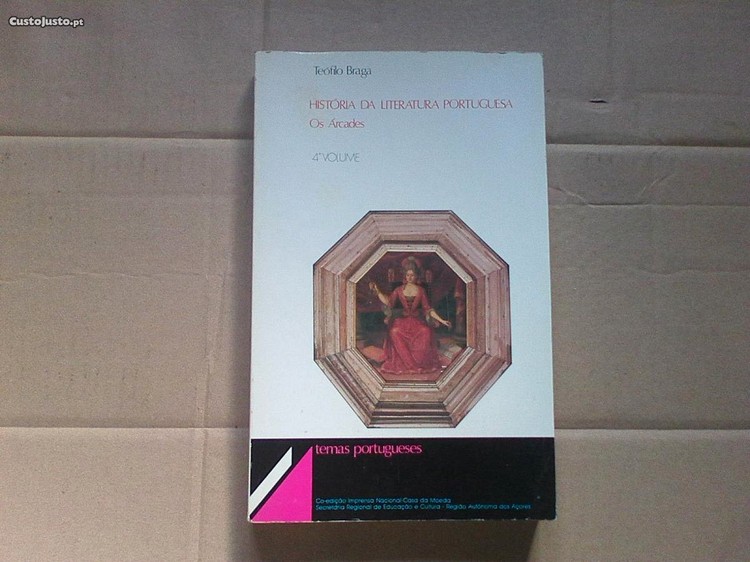 CustoJusto.pt
Teófilo Braga
HISTÓRIA DA LITERATURA PORTUGUESA
Os Árcades
4º VOLUME
temas portugueses
Co-edição Imprensa Nacional-Casa da Moeda
Secretaria Regional de Educação e Cultura - Região Autónoma dos Açores